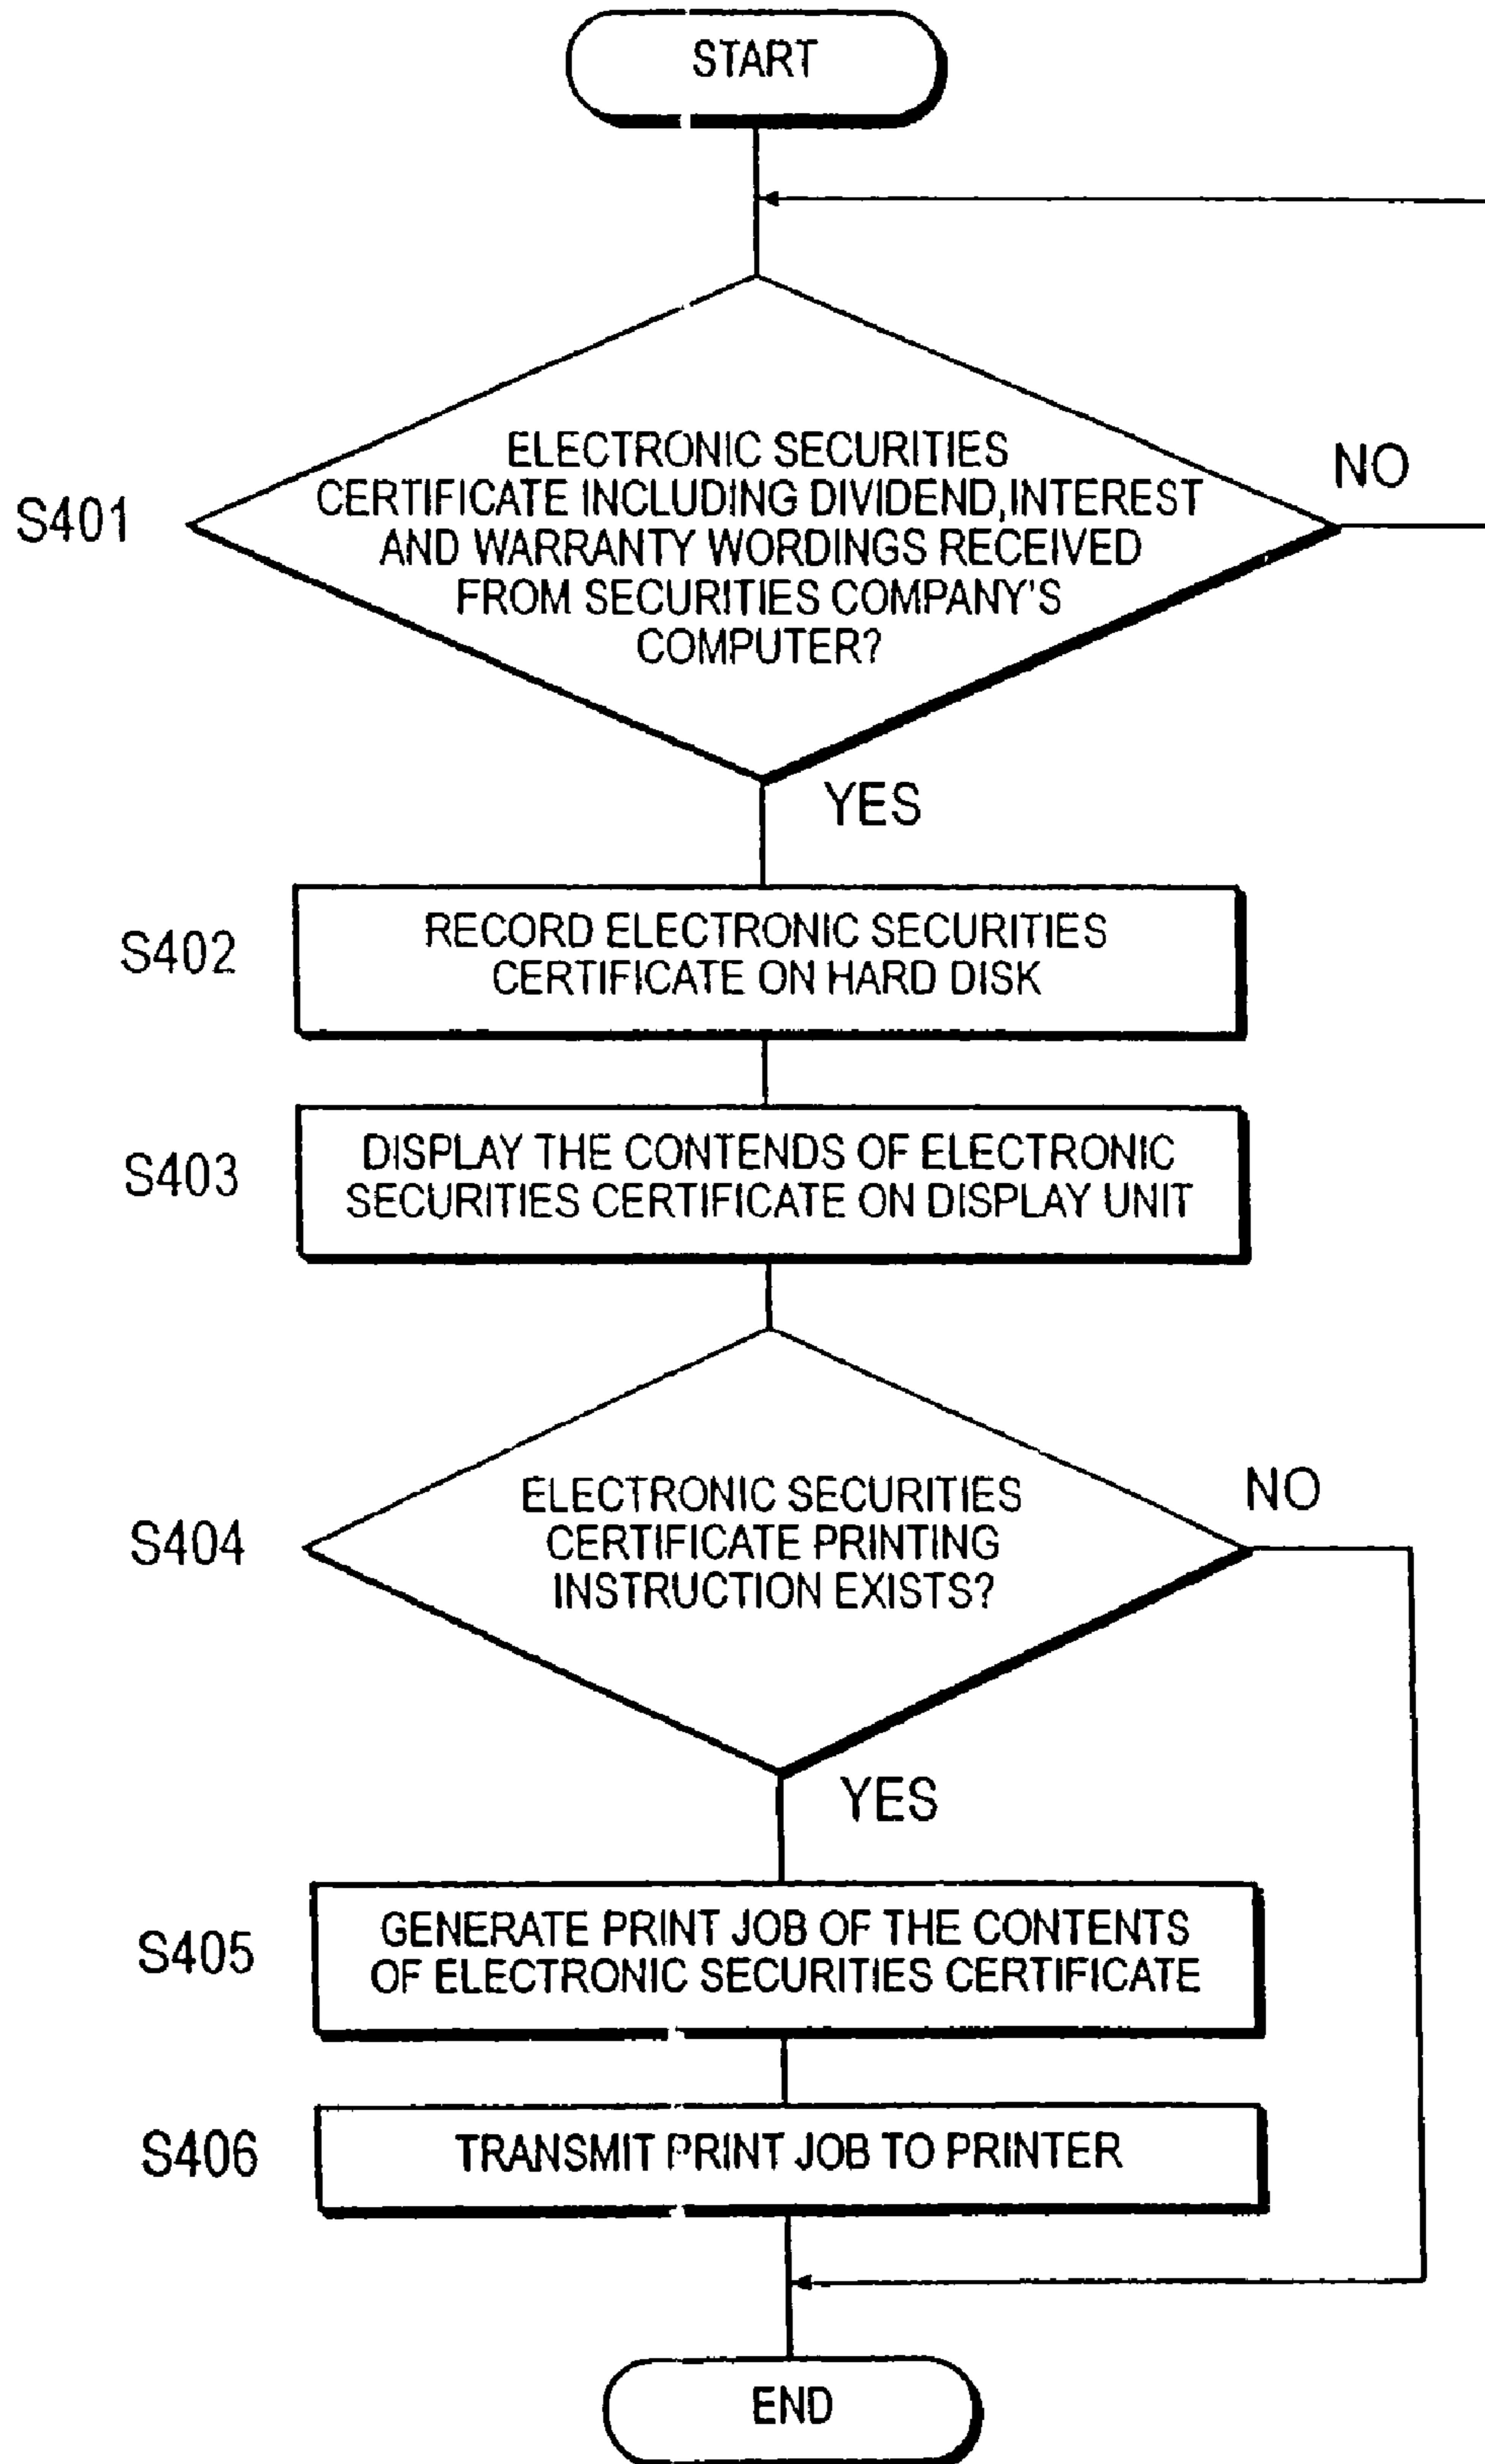 START
ELECTRONIC SECURITIES
CERTIFICATE INCLUDING DIVIDEND, INTEREST
AND WARRANTY WORDINGS RECEIVED
FROM SECURITIES COMPANY'S
COMPUTER?
NO
S401
YES
S402
RECORD ELECTRONIC SECURITIES
CERTIFICATE ON HARD DISK
S403
DISPLAY THE CONTENDS OF ELECTRONIC
SECURITIES CERTIFICATE ON DISPLAY UNIT
S404
ELECTRONIC SECURITIES
CERTIFICATE PRINTING
INSTRUCTION EXISTS?
NO
YES
S405
GENERATE PRINT JOB OF THE CONTENTS
OF ELECTRONIC SECURITIES CERTIFICATE
S406
TRANSMIT PRINT JOB TO PRINTER
END